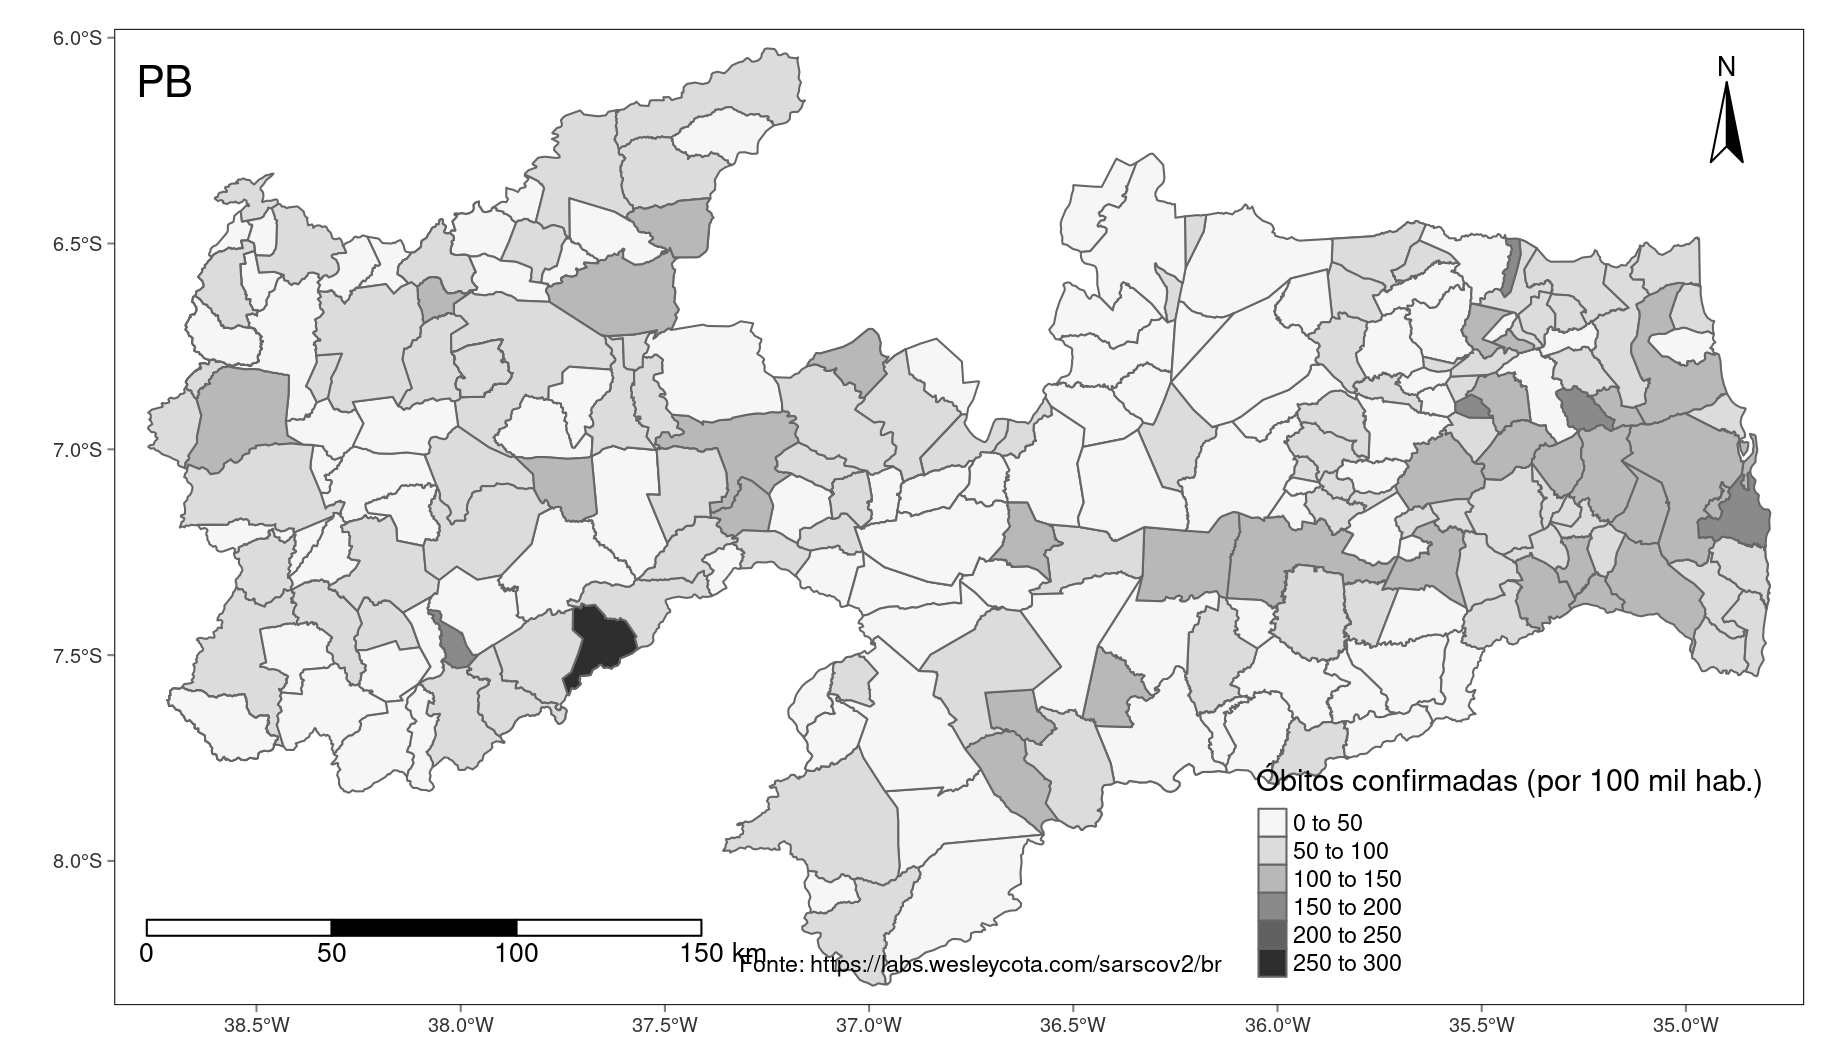 6.0°S
PB
N
6.5°S
7.0°S
7.5°S
8.0°S
Óbitos confirmadas (por 100 mil hab.)
0 to 50
50 to 100
100 to 150
150 to 200
200 to 250
250 to 300
0 50 100 150 km
Fonte: https://labs.wesleycota.com/sarscov2/br
38.5°W 38.0°W 37.5°W 37.0°W 36.5°W 36.0°W 35.5°W 35.0°W